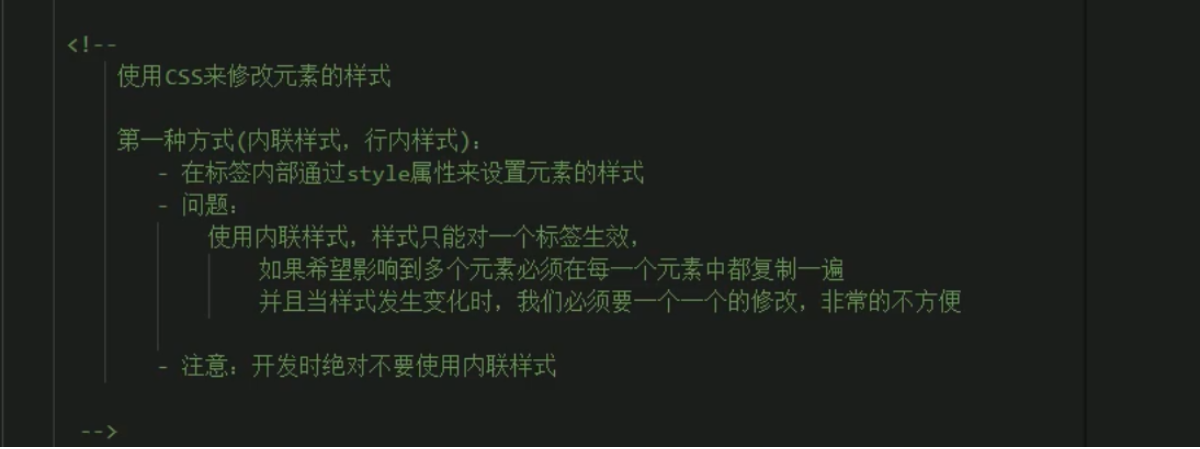 <!--
使用CSS来修改元素的样式
第一种方式(内联样式，行内样式)：
- 在标签内部通过style属性来设置元素的样式
- 问题：
使用内联样式，样式只能对一个标签生效，
如果希望影响到多个元素必须在每一个元素中都复制一遍
并且当样式发生变化时，我们必须要一个一个的修改，非常的不方便
- 注意：开发时绝对不要使用内联样式
-->